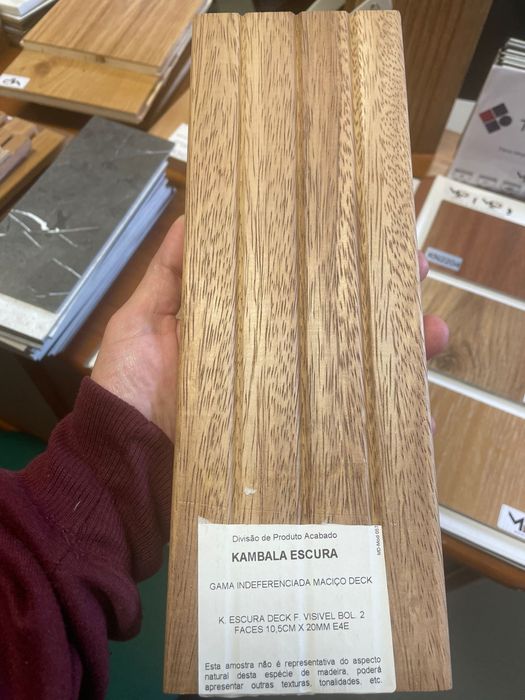 Divisão de Produto Acabado
KAMBALA ESCURA
GAMA INDEFERENCIADA MACIÇO DECK
K. ESCURA DECK F. VISIVEL BOL. 2
FACES 10,5CM X 20MM E4E
Esta amostra não é representativa do aspecto
natural desta espécie de madeira, poderá
apresentar outras texturas, tonalidades, etc.